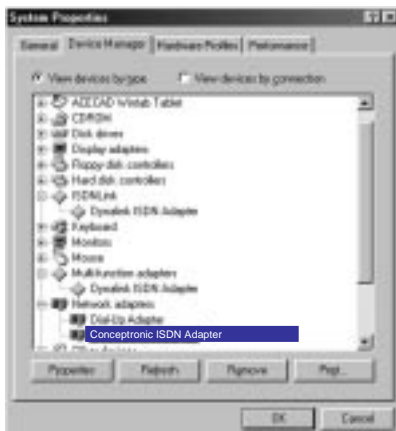 System Properties
General Device Manager Hardware Profiles Performance
View devices by type View devices by connection
ACECAD Wintab Tablet
CDROM
Disk drives
Display adapters
Floppy disk controllers
Hard disk controllers
ISDNLink
Dynalink ISDN Adapter
Keyboard
Monitors
Mouse
Multi-function adapters
Dynalink ISDN Adapter
Network adapters
Dial-Up Adapter
Conceptronic ISDN Adapter
Properties Refresh Remove Print...
OK Cancel